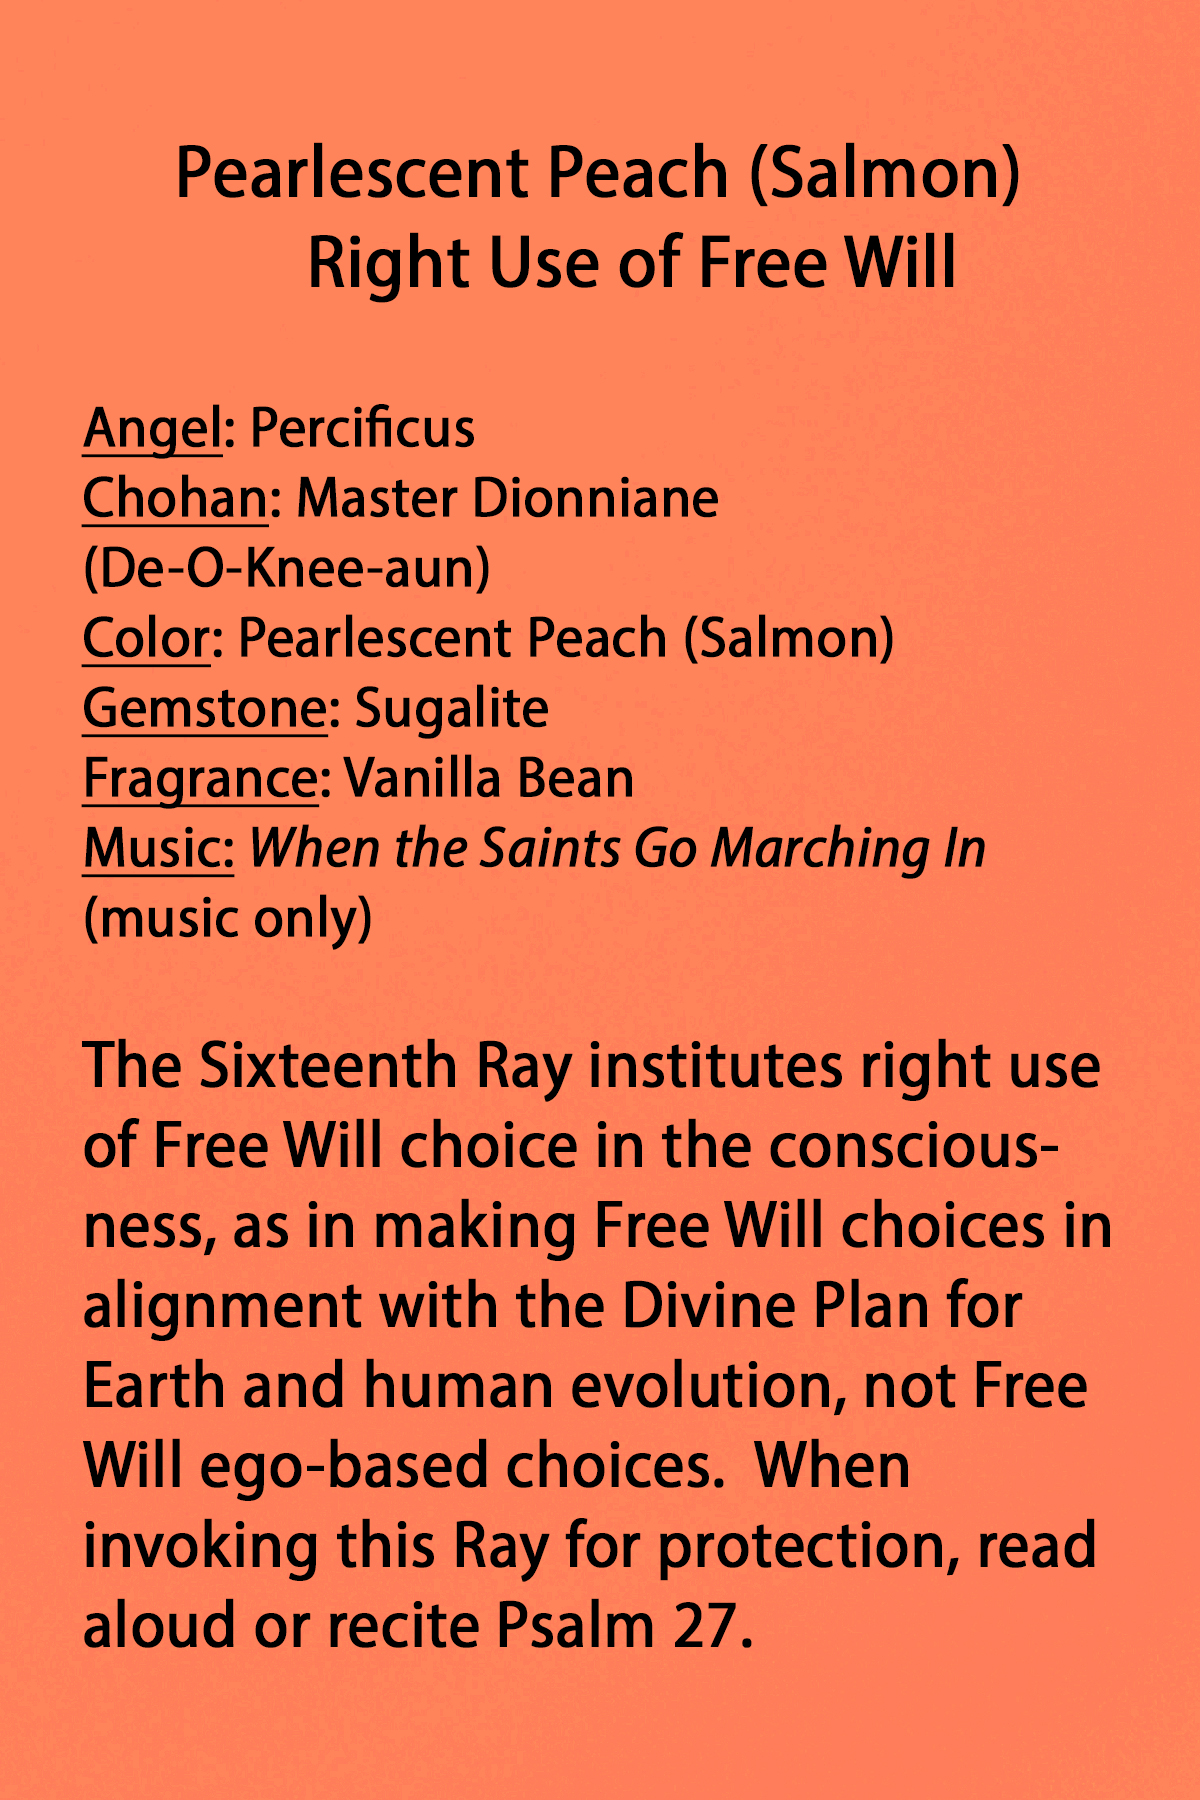 Pearlescent Peach (Salmon)
Right Use of Free Will
Angel: Percificus
Chohan: Master Dionniane
(De-O-Knee-aun)
Color: Pearlescent Peach (Salmon)
Gemstone: Sugalite
Fragrance: Vanilla Bean
Music: When the Saints Go Marching In
(music only)
The Sixteenth Ray institutes right use
of Free Will choice in the conscious-
ness, as in making Free Will choices in
alignment with the Divine Plan for
Earth and human evolution, not Free
Will ego-based choices.  When
invoking this Ray for protection, read
aloud or recite Psalm 27.